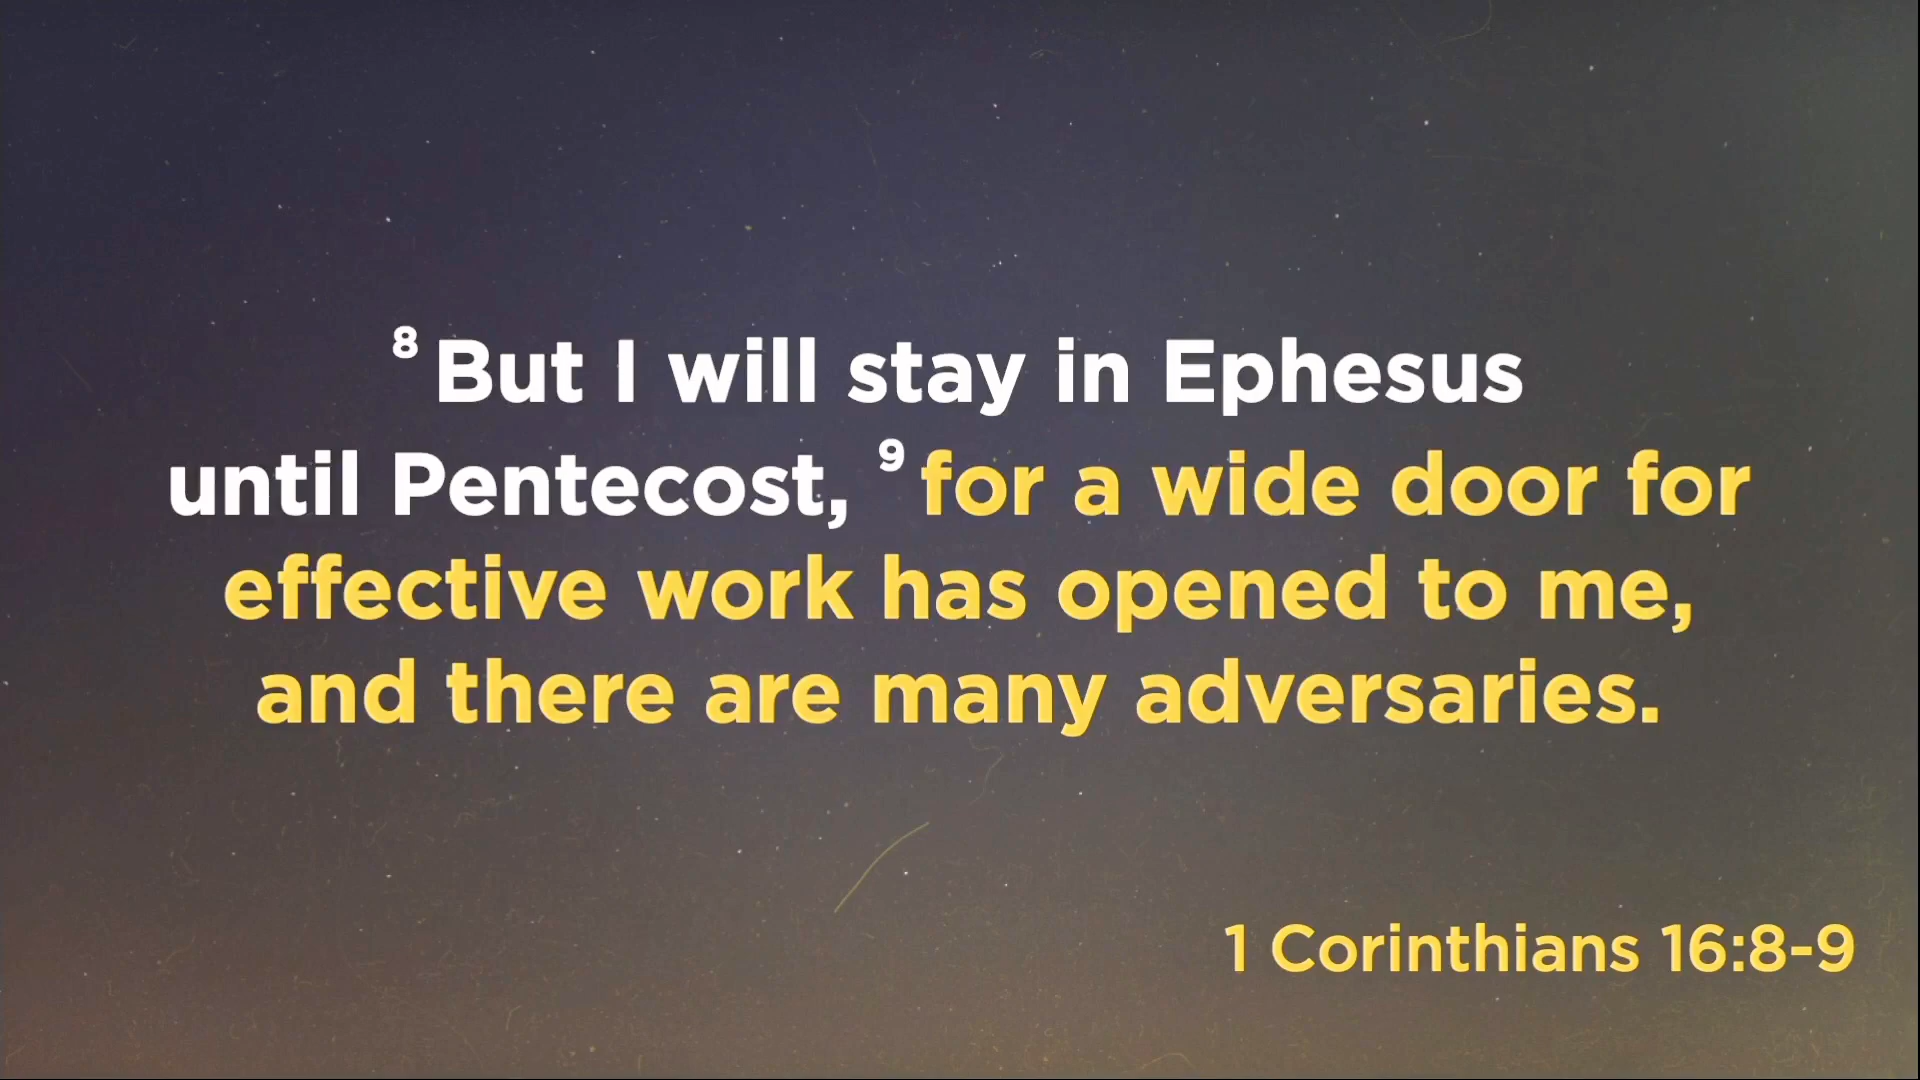 8 But I will stay in Ephesus
until Pentecost, 9 for a wide door for
effective work has opened to me,
and there are many adversaries.
1 Corinthians 16:8-9